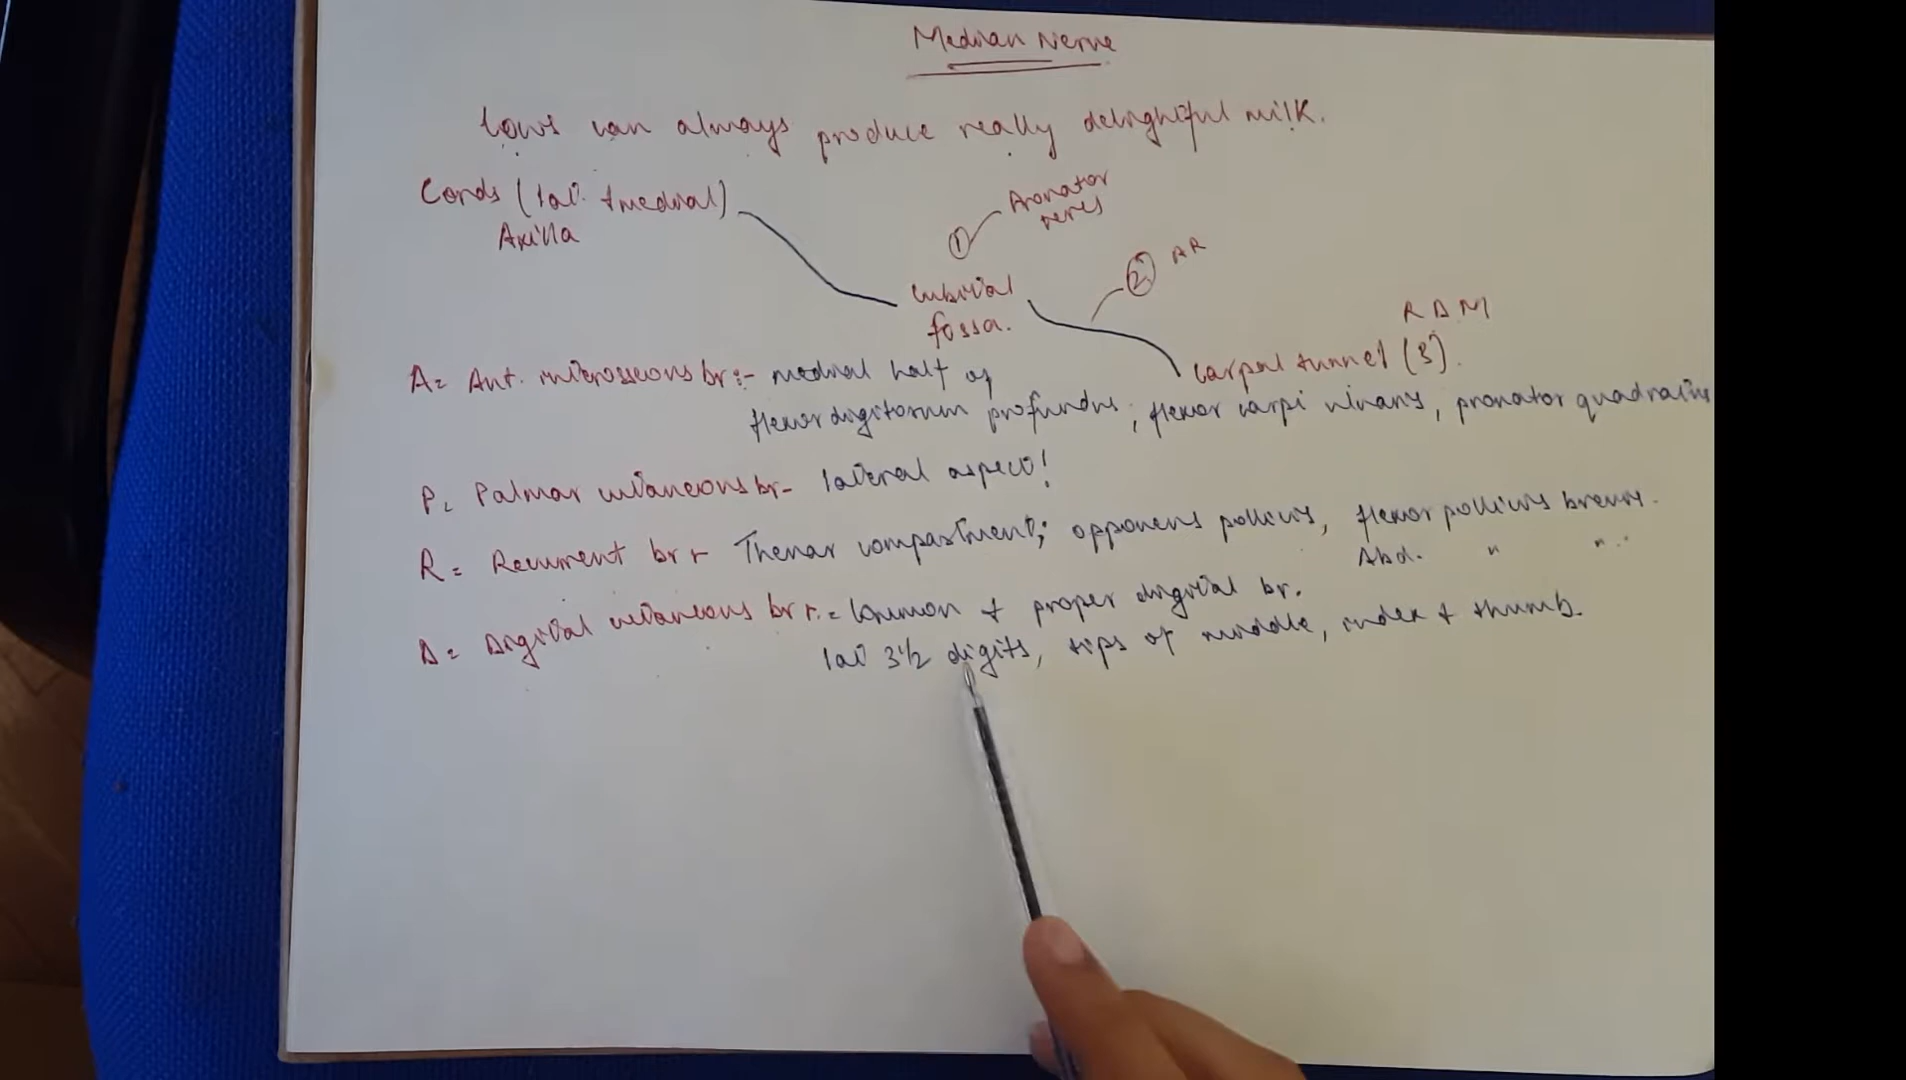 Median Nerve
Cows can always produce really delightful milk.
Cords (lat. + medial)
Axilla
① Pronator
teres
② AR
Cubital
fossa.
RDM
carpal tunnel (3).
A= Ant. interosseous br:- medial half of
flexor digitorum profundus, flexor carpi ulnaris, pronator quadratus
P= Palmar cutaneous br- lateral aspect!
R= Recurrent br r Thenar compartment; opponens pollicis, flexor pollicis brevis.
Abd. " "
D= Digital cutaneous br r.= Common + proper digital br.
lat 3½ digits, tips of middle, index + thumb.